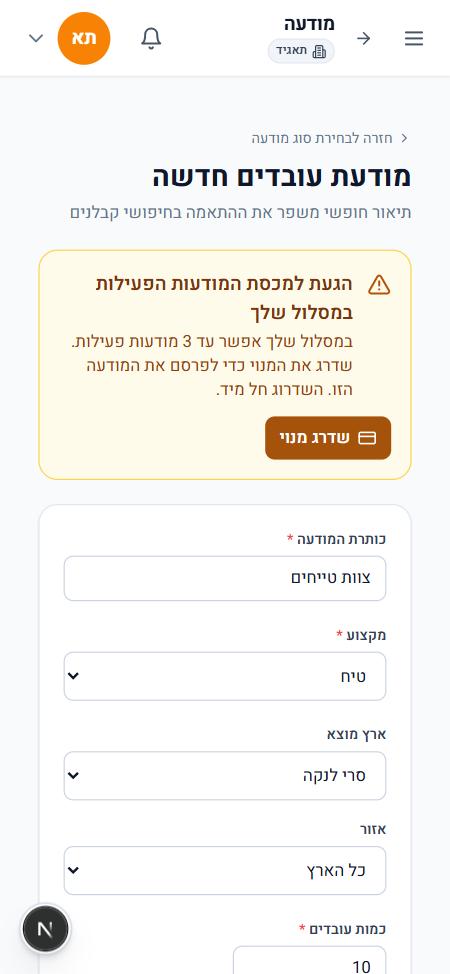 מודעה
תאגיד
תא
חזרה לבחירת סוג מודעה
מודעת עובדים חדשה
תיאור חופשי משפר את ההתאמה בחיפושי קבלנים
הגעת למכסת המודעות הפעילות
במסלול שלך
במסלול שלך אפשר עד 3 מודעות פעילות.
שדרג את המנוי כדי לפרסם את המודעה
הזו. השדרוג חל מיד.
שדרג מנוי
כותרת המודעה *
צוות טייחים
מקצוע *
טיח
ארץ מוצא
סרי לנקה
אזור
כל הארץ
כמות עובדים *
10
N